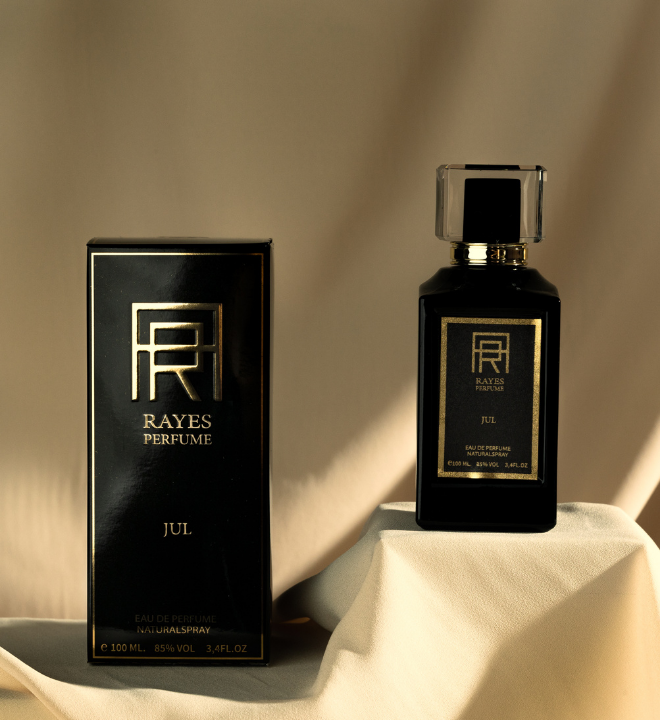 RAYES
PERFUME
JUL
EAU DE PERFUME
NATURALSPRAY
℮ 100 ML. 85% VOL 3,4FL.OZ
RAYES
PERFUME
JUL
EAU DE PERFUME
NATURALSPRAY
℮100 ML. 85% VOL 3,4FL.OZ